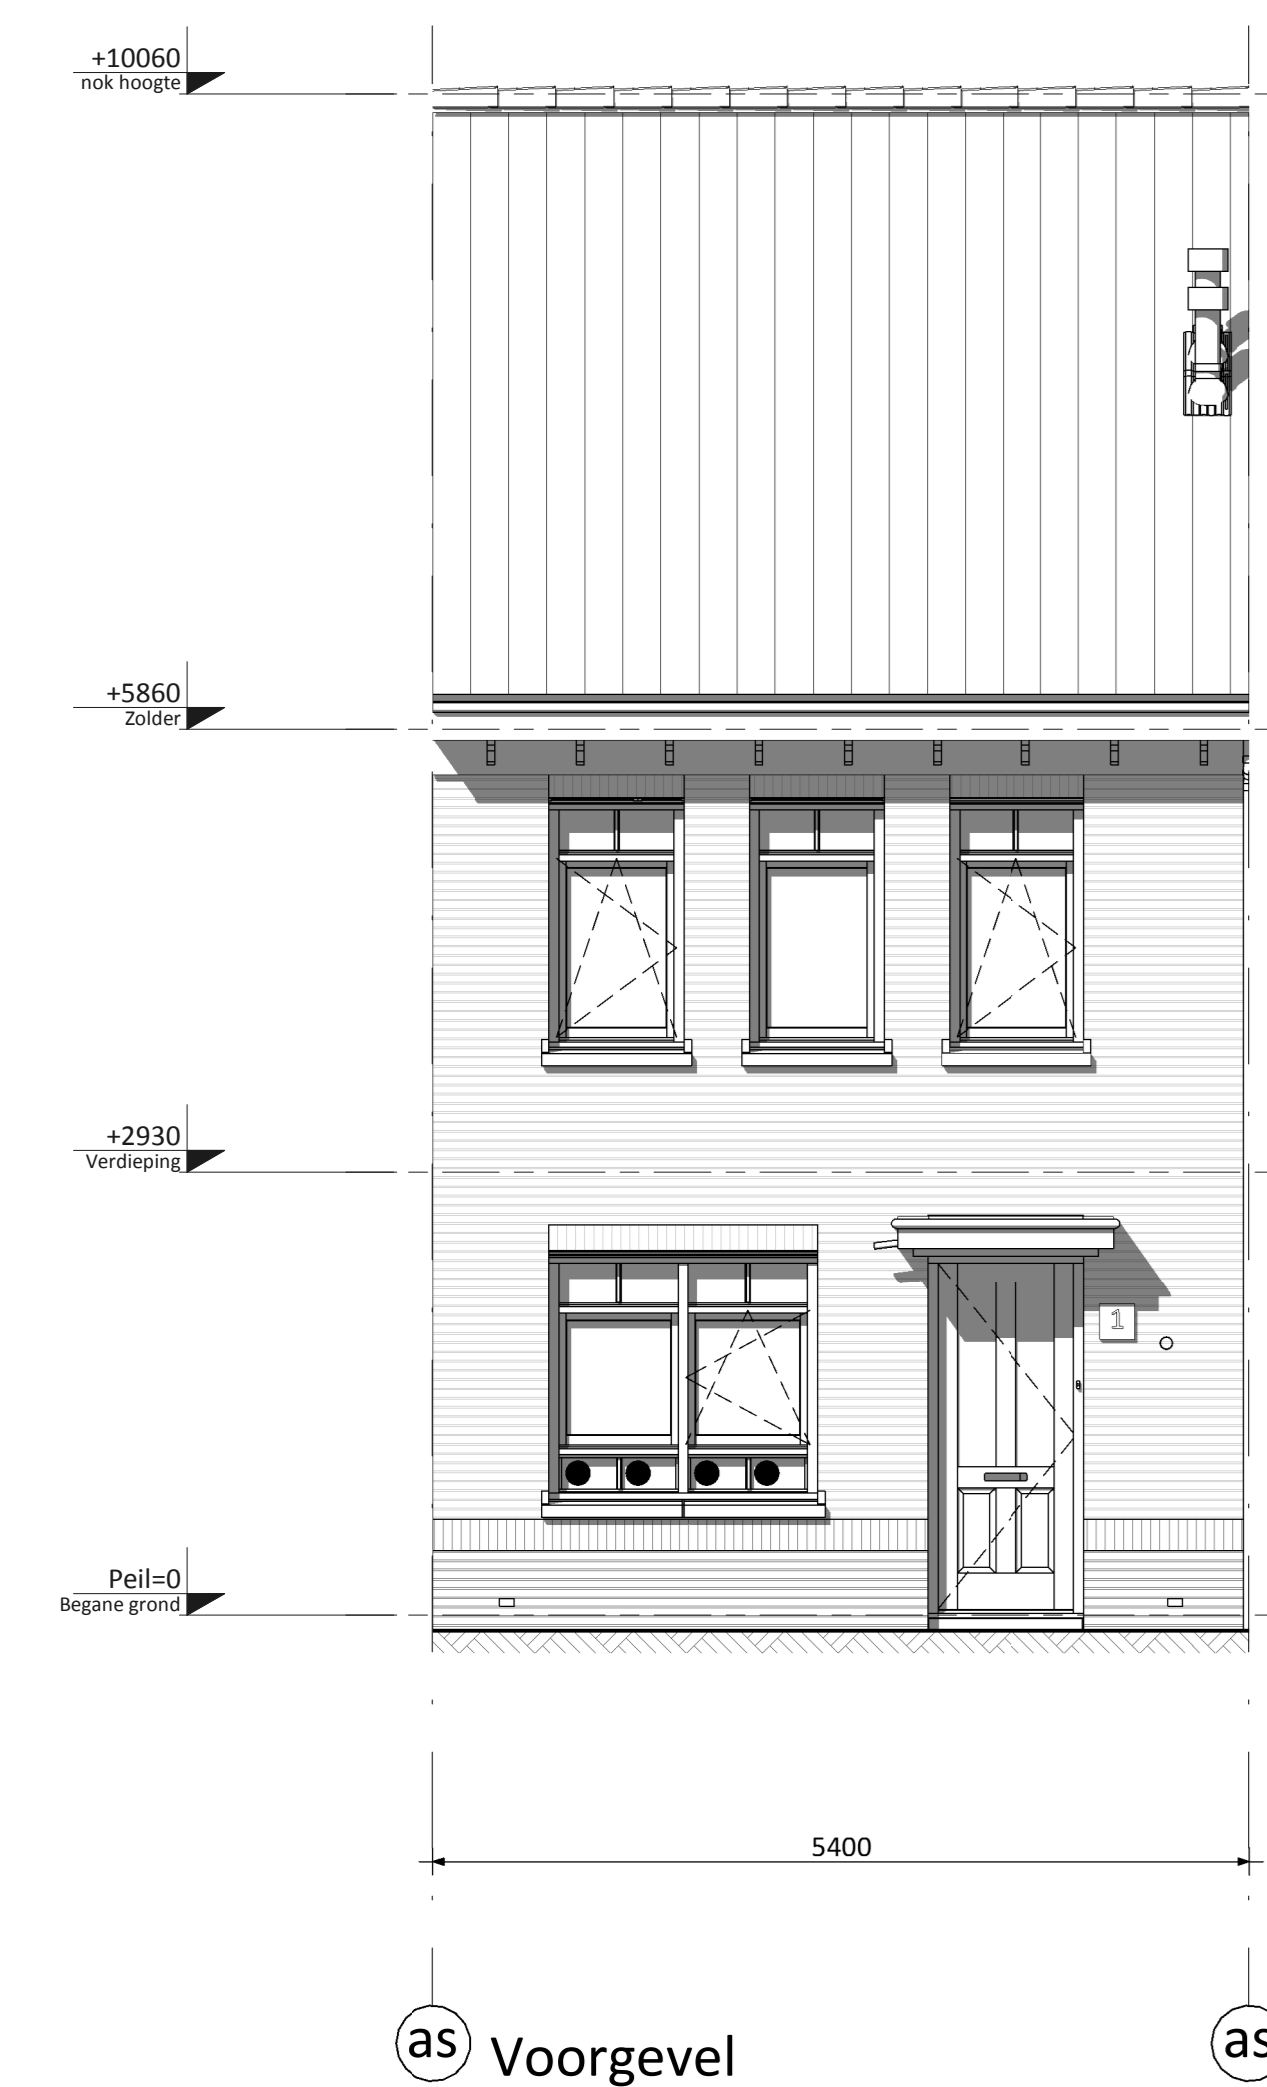 +10060
nok hoogte
+5860
Zolder
+2930
Verdieping
1
Peil=0
Begane grond
5400
as Voorgevel as